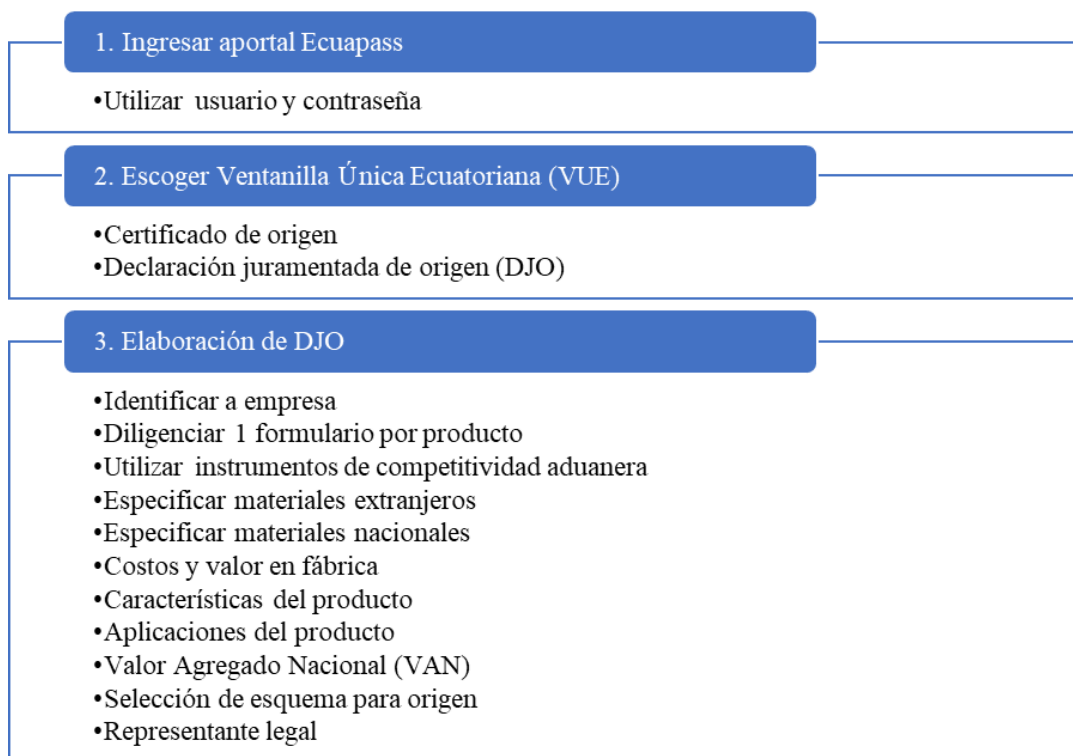 1. Ingresar aportal Ecuapass
•Utilizar usuario y contraseña
2. Escoger Ventanilla Única Ecuatoriana (VUE)
•Certificado de origen
•Declaración juramentada de origen (DJO)
3. Elaboración de DJO
•Identificar a empresa
•Diligenciar 1 formulario por producto
•Utilizar instrumentos de competitividad aduanera
•Especificar materiales extranjeros
•Especificar materiales nacionales
•Costos y valor en fábrica
•Características del producto
•Aplicaciones del producto
•Valor Agregado Nacional (VAN)
•Selección de esquema para origen
•Representante legal